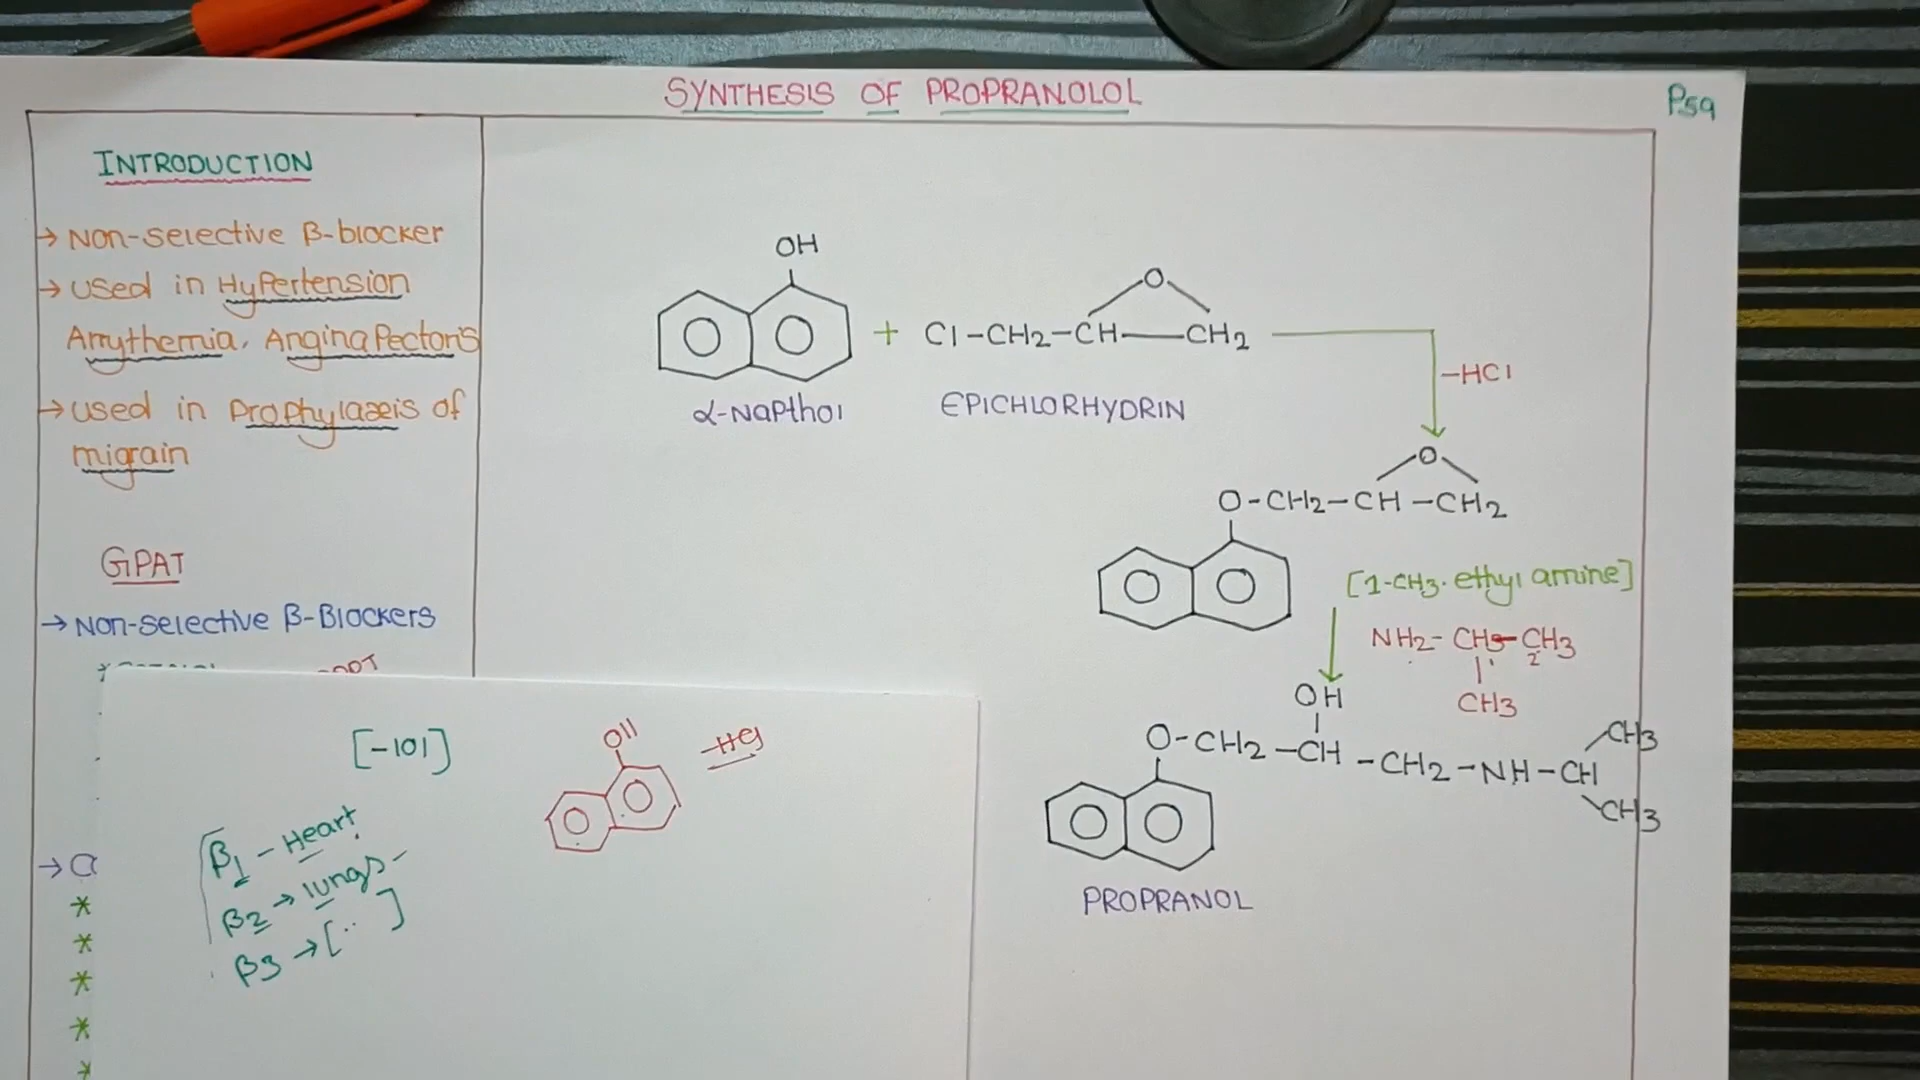 SYNTHESIS OF PROPRANOLOL
P59
INTRODUCTION
→ Non-selective β-blocker
→ used in Hypertension
Arrythemia, Angina Pectoris
→ used in Prophylaxeis of
migrain
GPAT
→ Non-selective β-Blockers
OH
+ Cl-CH2-CH-CH2
O
α-Napthol
EPICHLORHYDRIN
-HCl
O
O-CH2-CH-CH2
[1-CH3. ethyl amine]
NH2-CH-CH3
CH3
OH
O-CH2-CH-CH2-NH-CH
CH3
CH3
PROPRANOL
[-lol]
OH
-HCl
β1 - Heart
β2 → lungs-
β3 → [..]